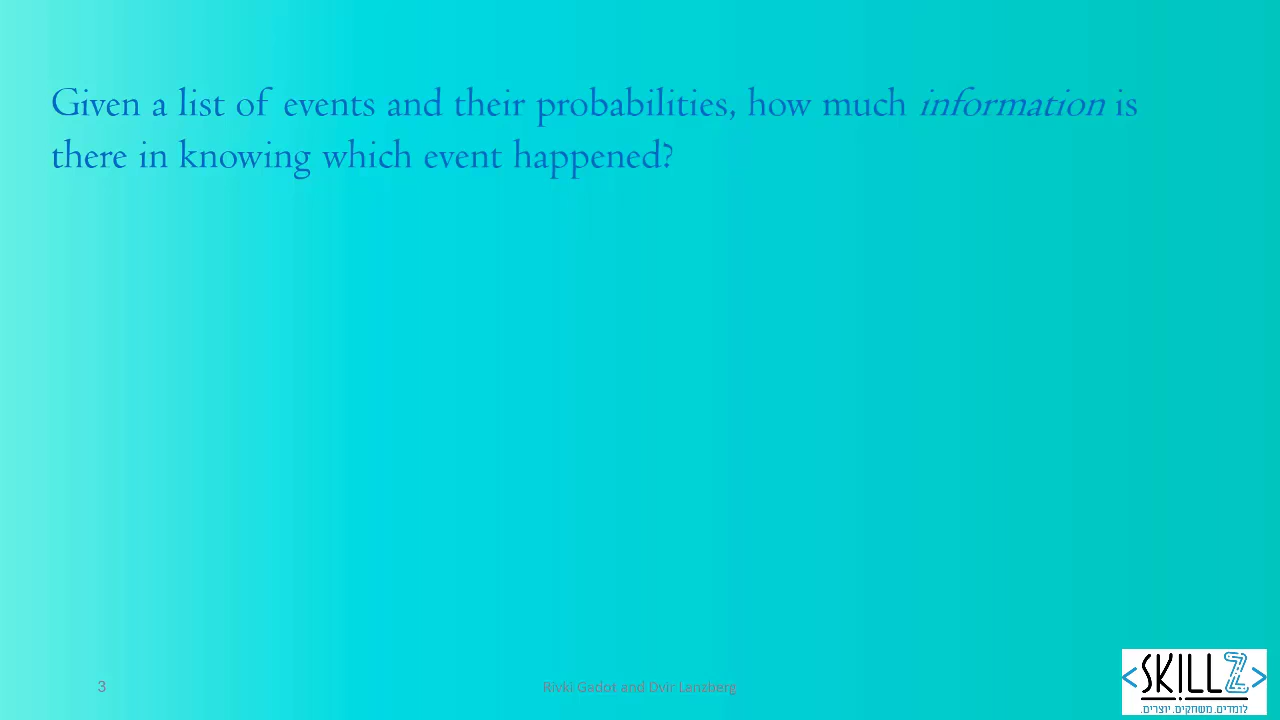 Given a list of events and their probabilities, how much information is
there in knowing which event happened?
3
Rivki Gadot and Dvir Lanzberg
<SKILLZ>
לומדים. משחקים. יוצרים.